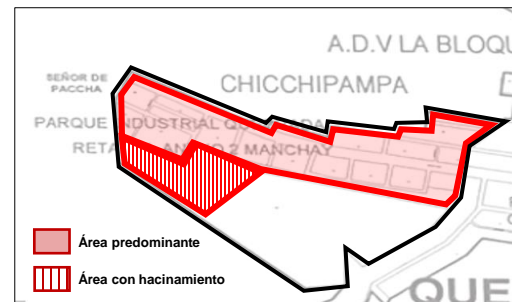 A.D.V LA BLOQU
SEÑOR DE
PACCHA
CHICCHIPAMPA
PARQUE INDUSTRIAL
RETA
2 MANCHAY
Área predominante
Área con hacinamiento
QUE